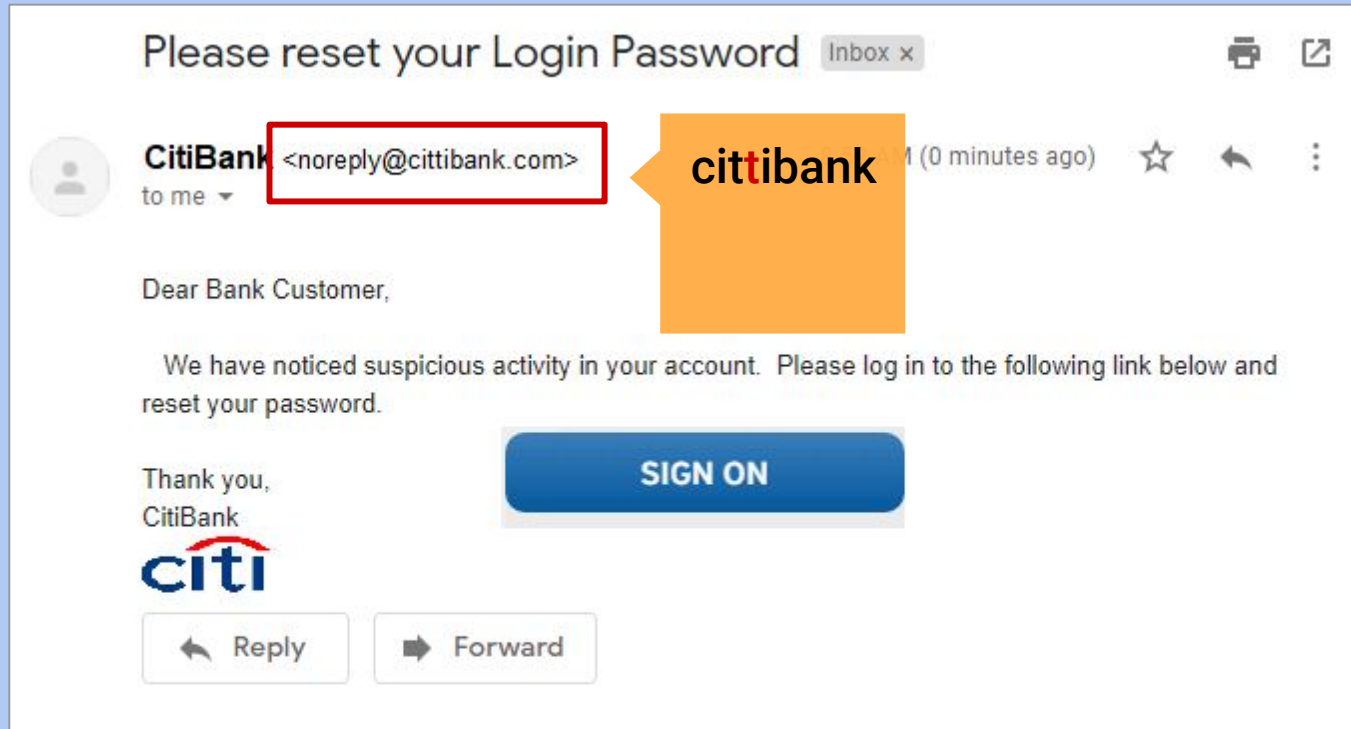 Please reset your Login Password Inbox x
CitiBank <noreply@cittibank.com>
cittibank
(0 minutes ago)
to me
Dear Bank Customer,
We have noticed suspicious activity in your account. Please log in to the following link below and
reset your password.
SIGN ON
Thank you,
CitiBank
citi
Reply
Forward